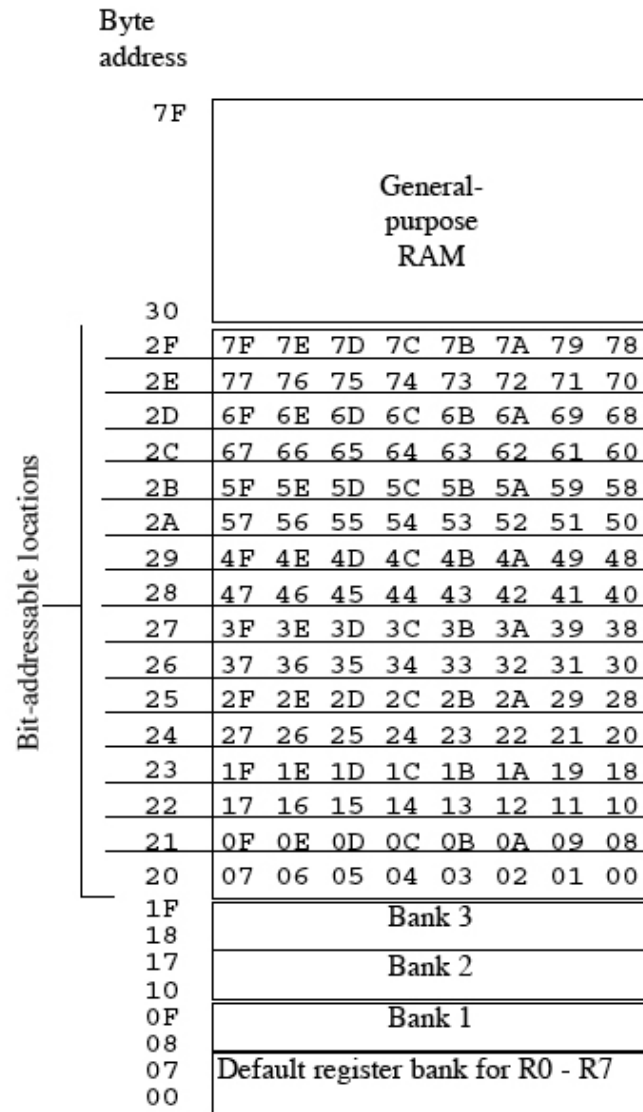 Byte
address
7F
General-
purpose
RAM
30
2F 7F 7E 7D 7C 7B 7A 79 78
2E 77 76 75 74 73 72 71 70
2D 6F 6E 6D 6C 6B 6A 69 68
2C 67 66 65 64 63 62 61 60
2B 5F 5E 5D 5C 5B 5A 59 58
2A 57 56 55 54 53 52 51 50
29 4F 4E 4D 4C 4B 4A 49 48
28 47 46 45 44 43 42 41 40
27 3F 3E 3D 3C 3B 3A 39 38
26 37 36 35 34 33 32 31 30
25 2F 2E 2D 2C 2B 2A 29 28
24 27 26 25 24 23 22 21 20
23 1F 1E 1D 1C 1B 1A 19 18
22 17 16 15 14 13 12 11 10
21 0F 0E 0D 0C 0B 0A 09 08
20 07 06 05 04 03 02 01 00
Bit-addressable locations
1F Bank 3
18
17 Bank 2
10
0F Bank 1
08
07 Default register bank for R0 - R7
00